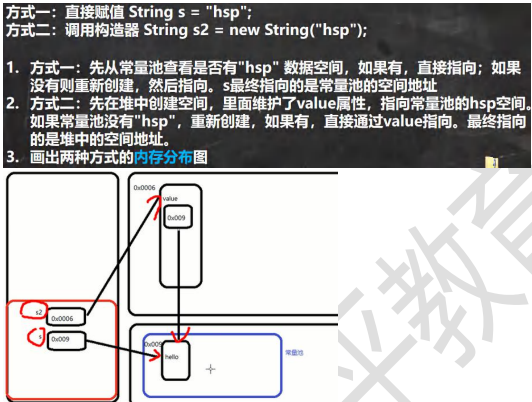 方式一：直接赋值 String s = "hsp";
方式二：调用构造器 String s2 = new String("hsp");
1. 方式一：先从常量池查看是否有"hsp" 数据空间，如果有，直接指向；如果
没有则重新创建，然后指向。s最终指向的是常量池的空间地址
2. 方式二：先在堆中创建空间，里面维护了value属性，指向常量池的hsp空间。
如果常量池没有"hsp"，重新创建，如果有，直接通过value指向。最终指向
的是堆中的空间地址。
3. 画出两种方式的内存分布图
0x0006
value
0x009
s2
0x0006
s
0x009
0x009
hello
常量池
平教育